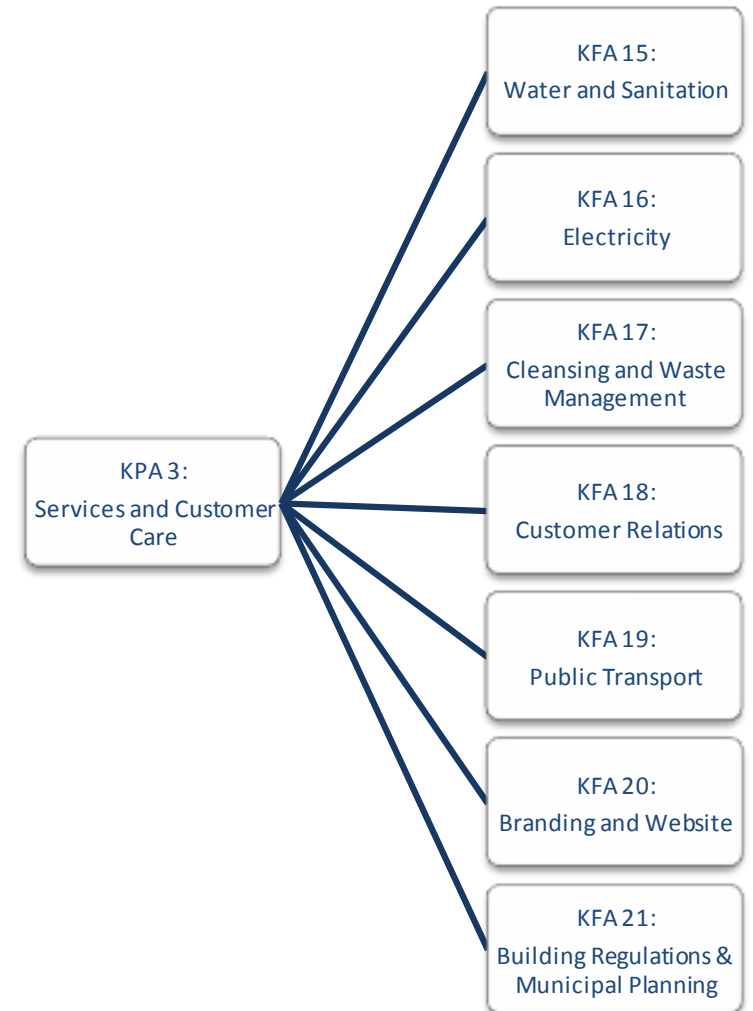 KFA 15:
Water and Sanitation
KFA 16:
Electricity
KFA 17:
Cleansing and Waste
Management
KPA 3:
Services and Customer
Care
KFA 18:
Customer Relations
KFA 19:
Public Transport
KFA 20:
Branding and Website
KFA 21:
Building Regulations &
Municipal Planning